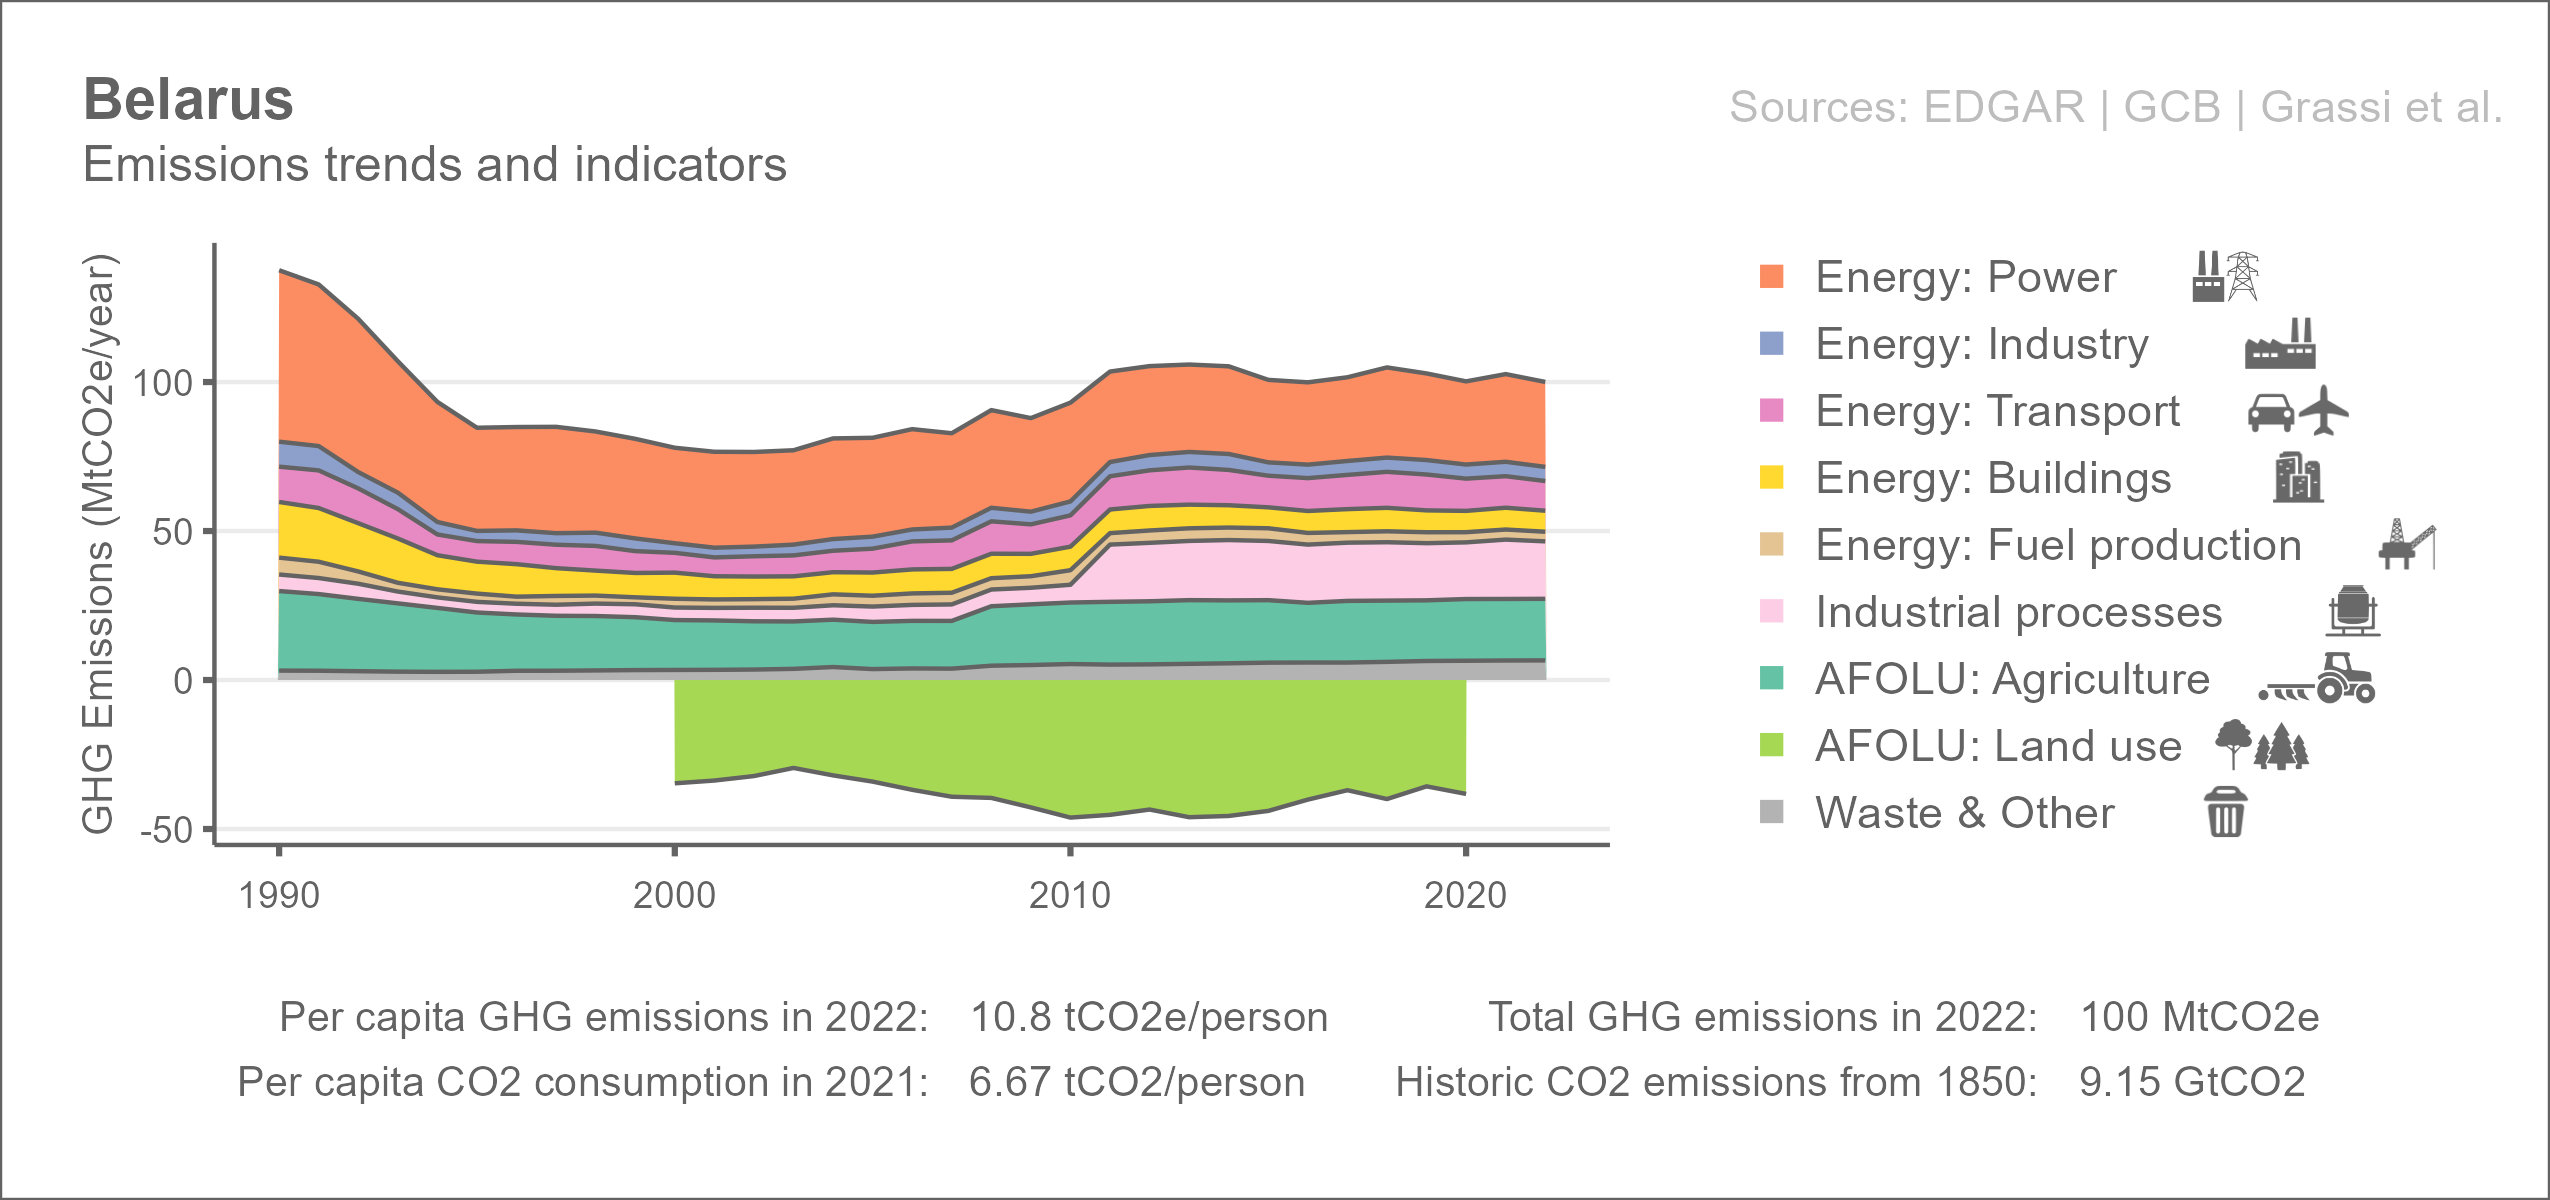 Belarus
Emissions trends and indicators
Sources: EDGAR | GCB | Grassi et al.
GHG Emissions (MtCO2e/year)
100
50
0
-50
1990
2000
2010
2020
Energy: Power
Energy: Industry
Energy: Transport
Energy: Buildings
Energy: Fuel production
Industrial processes
AFOLU: Agriculture
AFOLU: Land use
Waste & Other
Per capita GHG emissions in 2022: 10.8 tCO2e/person
Total GHG emissions in 2022: 100 MtCO2e
Per capita CO2 consumption in 2021: 6.67 tCO2/person
Historic CO2 emissions from 1850: 9.15 GtCO2